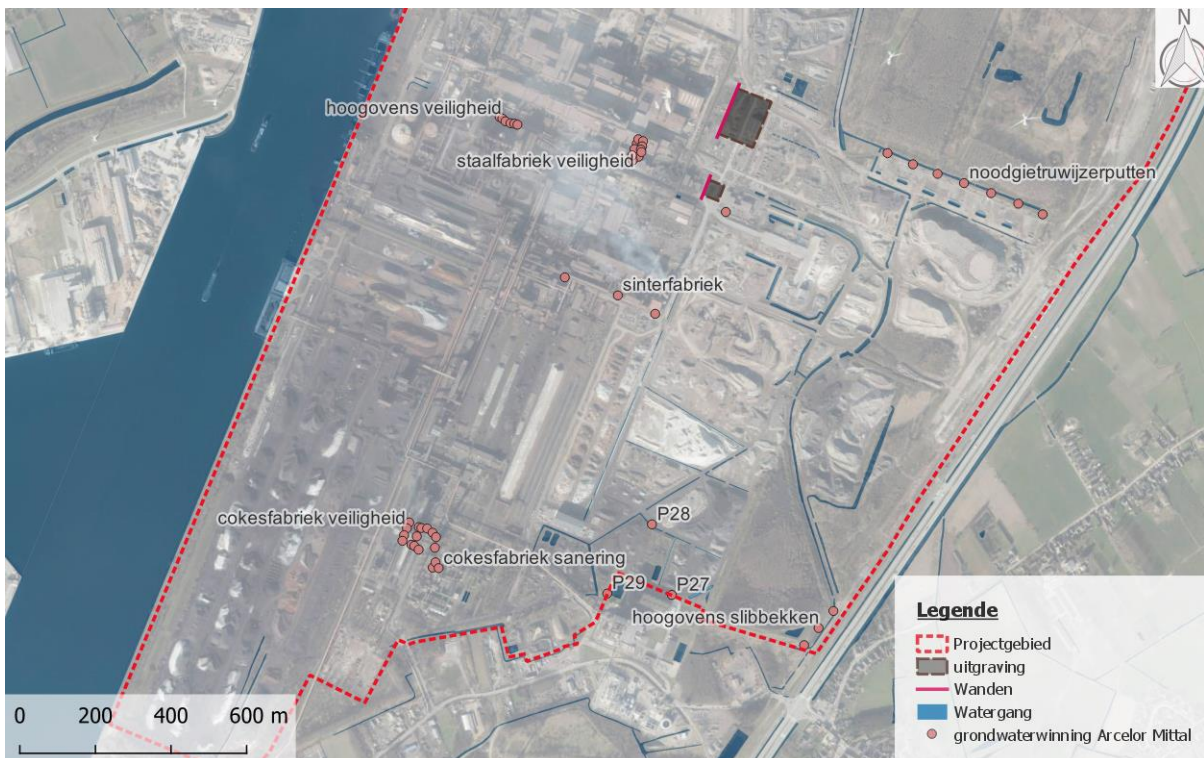 N
hoogovens veiligheid
staalfabriek veiligheid
noodgietruwijzerputten
sinterfabriek
cokesfabriek veiligheid
P28
cokesfabriek sanering
P29
P27
hoogovens slibbekken
Legende
Projectgebied
uitgraving
Wanden
Watergang
grondwaterwinning Arcelor Mittal
0 200 400 600 m